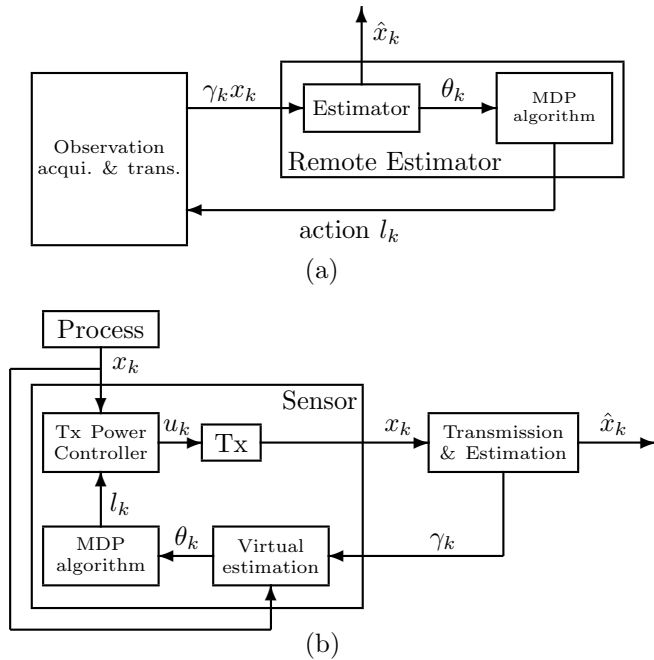 x̂_k
γ_k x_k
Estimator
θ_k
MDP
algorithm
Observation
acqui. & trans.
Remote Estimator
action l_k
(a)
Process
x_k
Sensor
Tx Power
Controller
u_k
Tx
x_k
Transmission
& Estimation
x̂_k
l_k
MDP
algorithm
θ_k
Virtual
estimation
γ_k
(b)